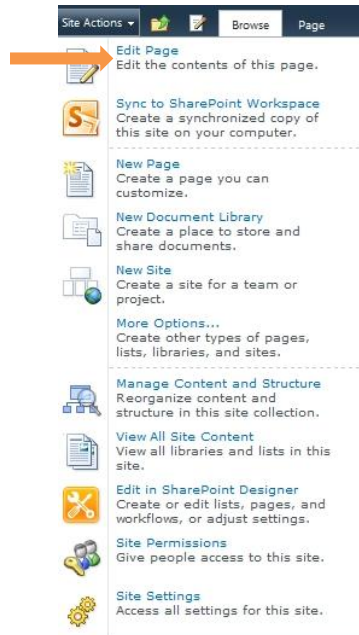 Site Actions Browse Page
Edit Page
Edit the contents of this page.
Sync to SharePoint Workspace
Create a synchronized copy of
this site on your computer.
New Page
Create a page you can
customize.
New Document Library
Create a place to store and
share documents.
New Site
Create a site for a team or
project.
More Options...
Create other types of pages,
lists, libraries, and sites.
Manage Content and Structure
Reorganize content and
structure in this site collection.
View All Site Content
View all libraries and lists in this
site.
Edit in SharePoint Designer
Create or edit lists, pages, and
workflows, or adjust settings.
Site Permissions
Give people access to this site.
Site Settings
Access all settings for this site.